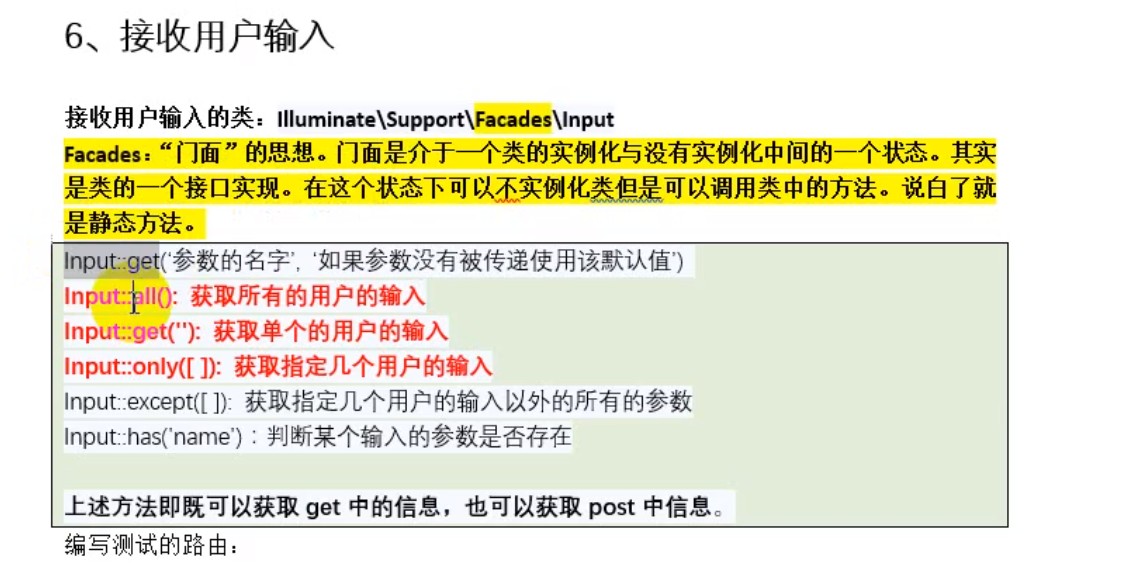 6、接收用户输入
接收用户输入的类：Illuminate\Support\Facades\Input
Facades：“门面”的思想。门面是介于一个类的实例化与没有实例化中间的一个状态。其实
是类的一个接口实现。在这个状态下可以不实例化类但是可以调用类中的方法。说白了就
是静态方法。
Input::get(‘参数的名字’, ‘如果参数没有被传递使用该默认值’)
Input::all(): 获取所有的用户的输入
Input::get(''): 获取单个的用户的输入
Input::only([ ]): 获取指定几个用户的输入
Input::except([ ]): 获取指定几个用户的输入以外的所有的参数
Input::has(’name’)：判断某个输入的参数是否存在
上述方法即既可以获取 get 中的信息，也可以获取 post 中信息。
编写测试的路由：